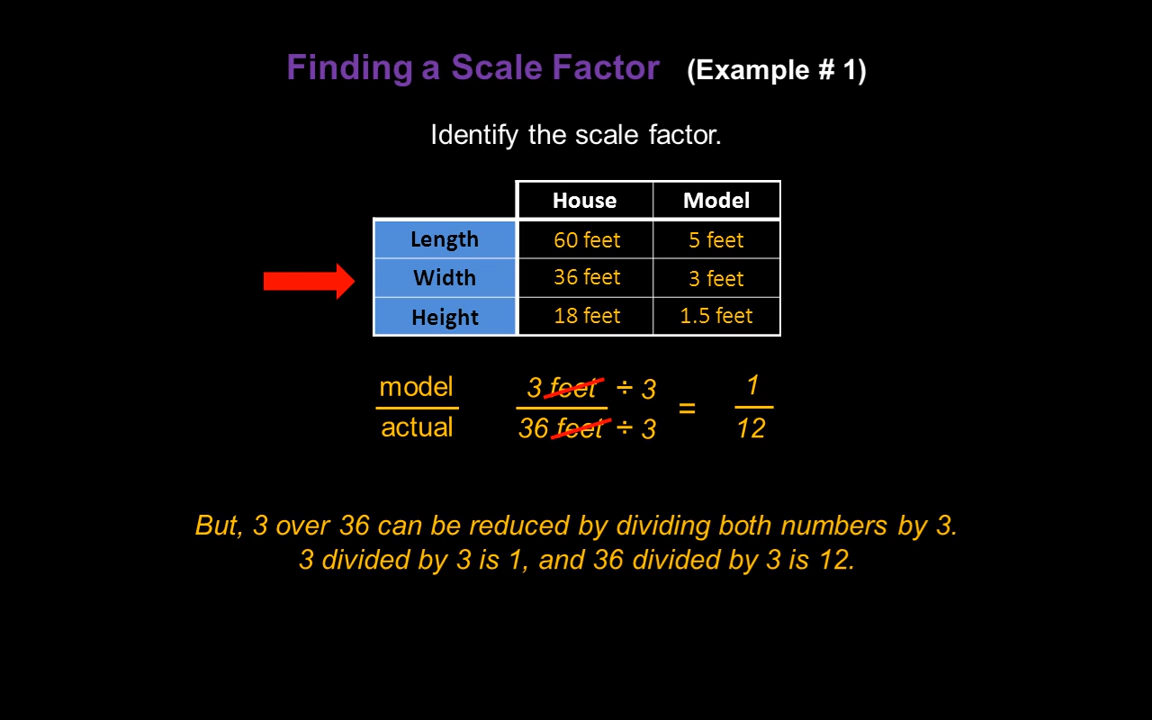 Finding a Scale Factor (Example # 1)
Identify the scale factor.
House Model
Length 60 feet 5 feet
Width 36 feet 3 feet
Height 18 feet 1.5 feet
model 3 feet ÷ 3 = 1
actual 36 feet ÷ 3 12
But, 3 over 36 can be reduced by dividing both numbers by 3.
3 divided by 3 is 1, and 36 divided by 3 is 12.